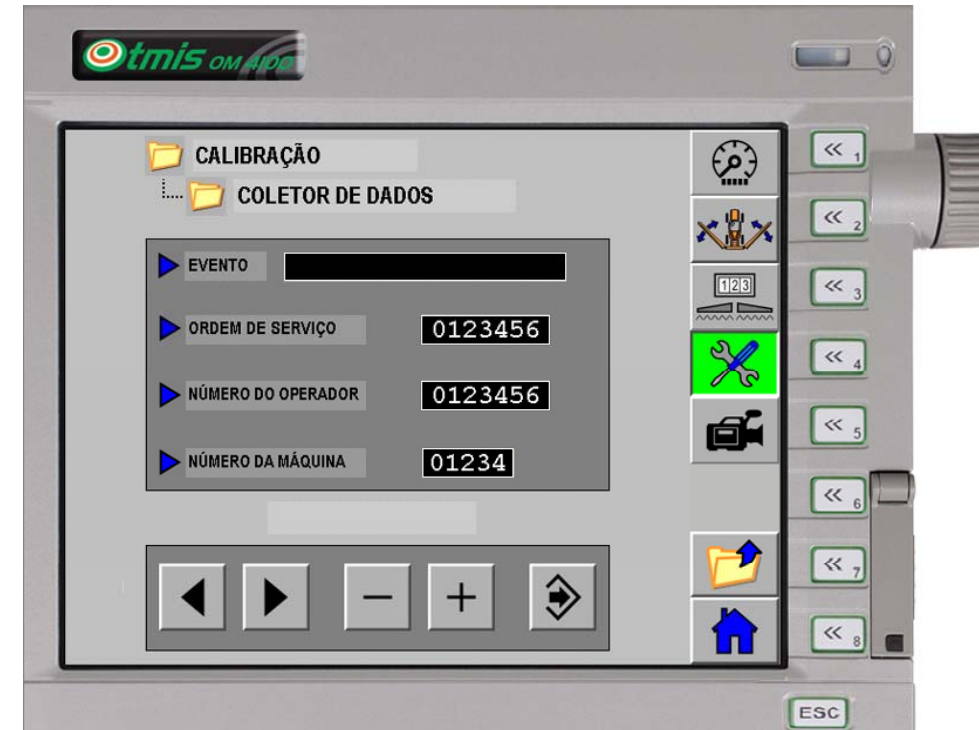 Otmis OM 4100
CALIBRAÇÃO
COLETOR DE DADOS
EVENTO
ORDEM DE SERVIÇO 0123456
NÚMERO DO OPERADOR 0123456
NÚMERO DA MÁQUINA 01234
123
<< 1
<< 2
<< 3
<< 4
<< 5
<< 6
<< 7
<< 8
ESC